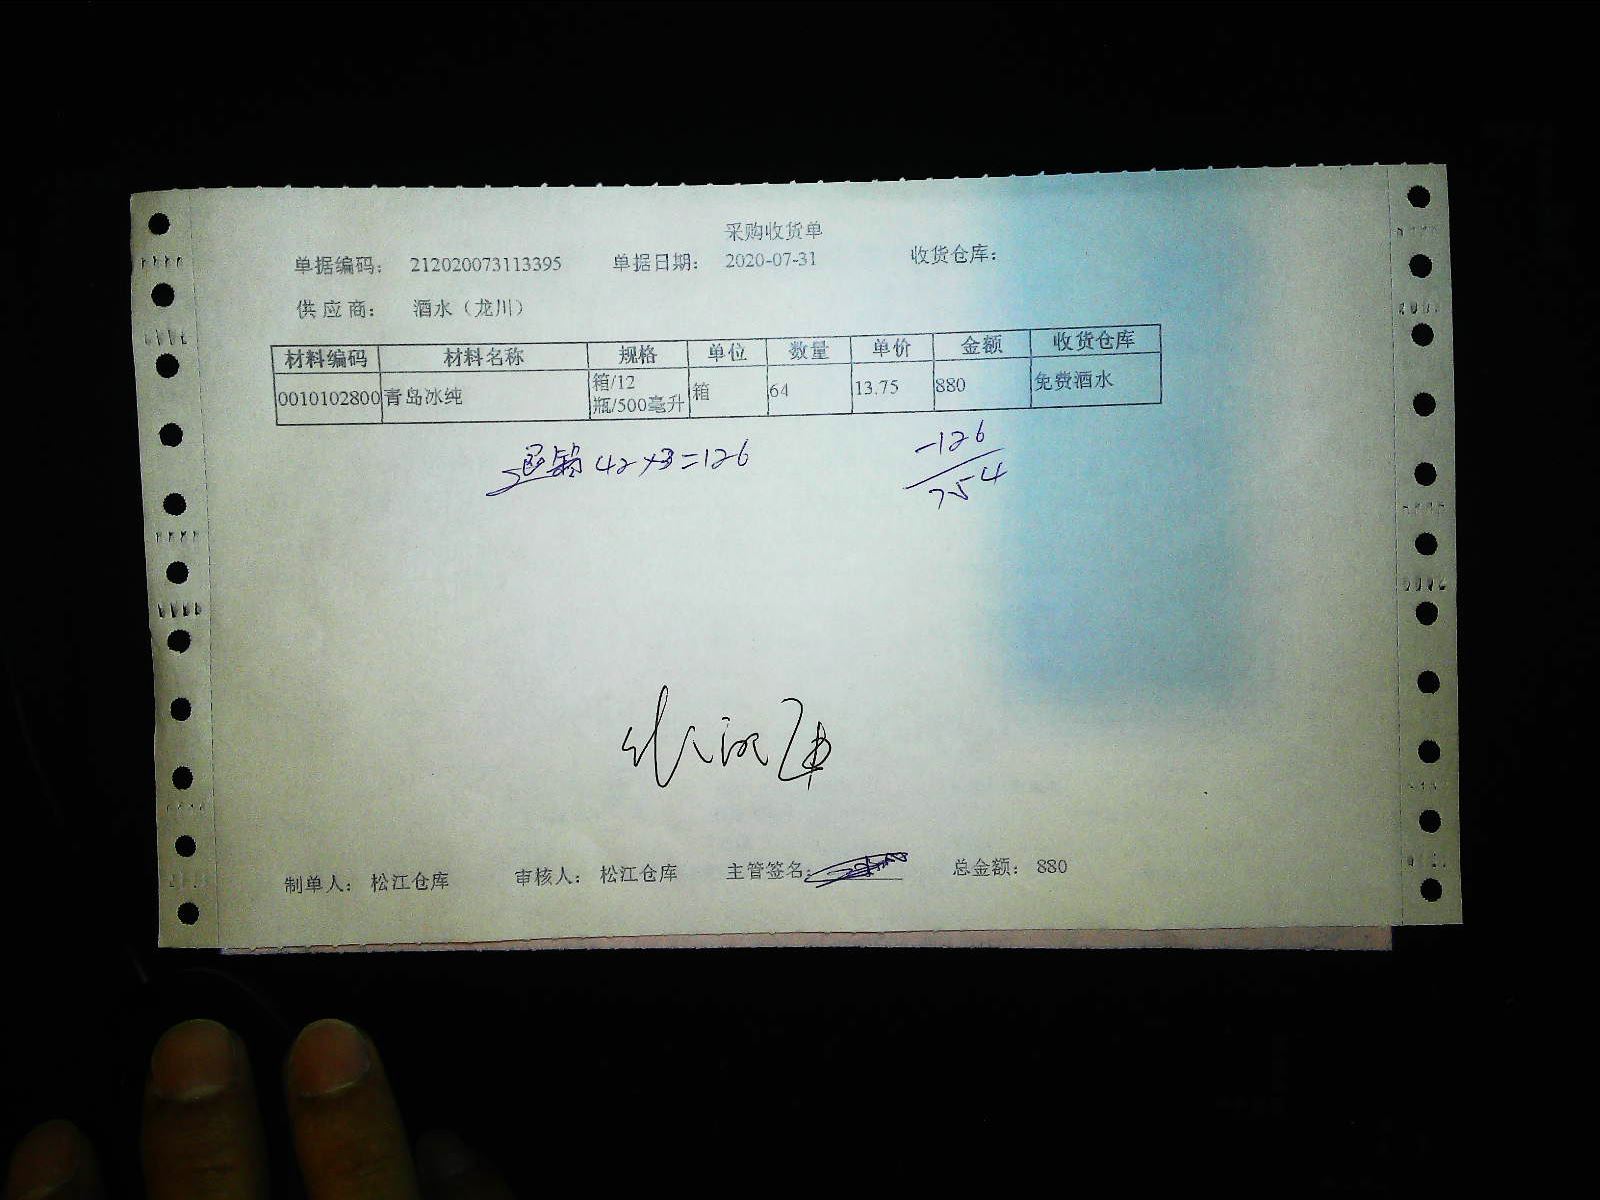 采购收货单
单据编码： 212020073113395 单据日期： 2020-07-31 收货仓库：
供 应 商： 酒水（龙川）
材料编码 材料名称 规格 单位 数量 单价 金额 收货仓库
0010102800 青岛冰纯 箱/12 箱 64 13.75 880 免费酒水
瓶/500毫升
42×3=126
-126
754
制单人： 松江仓库 审核人： 松江仓库 主管签名： 总金额： 880